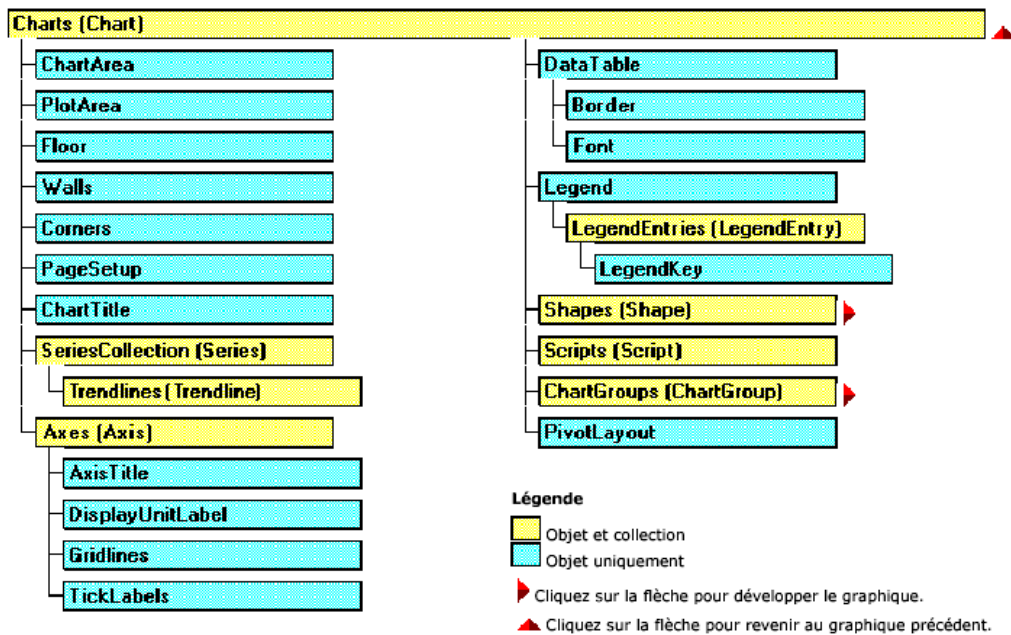 Charts (Chart)
ChartArea
PlotArea
Floor
Walls
Corners
PageSetup
ChartTitle
SeriesCollection (Series)
Trendlines (Trendline)
Axes (Axis)
AxisTitle
DisplayUnitLabel
Gridlines
TickLabels
DataTable
Border
Font
Legend
LegendEntries (LegendEntry)
LegendKey
Shapes (Shape)
Scripts (Script)
ChartGroups (ChartGroup)
PivotLayout
Légende
Objet et collection
Objet uniquement
Cliquez sur la flèche pour développer le graphique.
Cliquez sur la flèche pour revenir au graphique précédent.